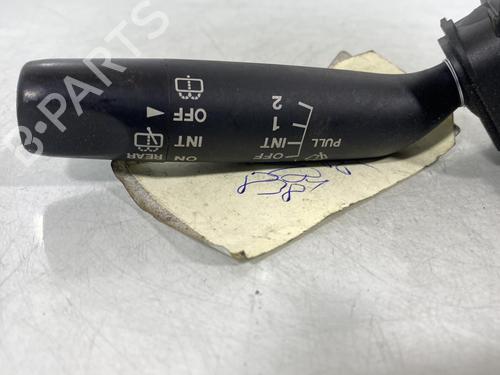 B-PARTS
ON REAR
INT
OFF
PULL
OFF
INT
1
2